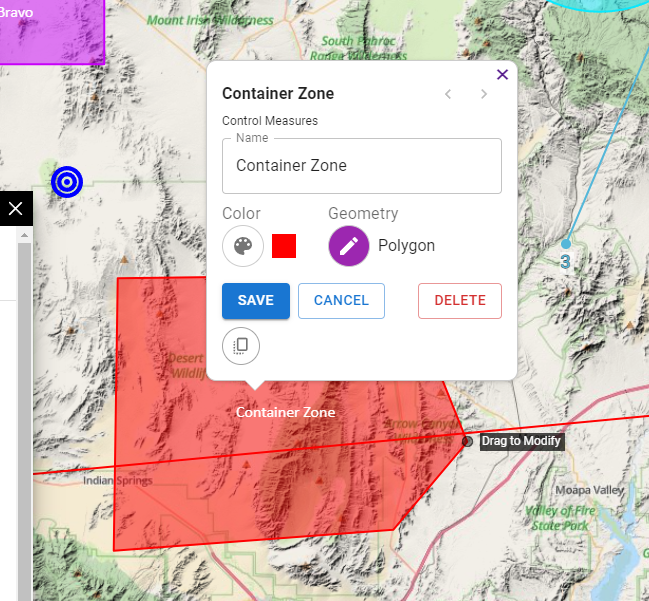 Bravo
Mount Irish Wilderness
South Pahroc
Range Wilderness
Container Zone
Control Measures
Name
Container Zone
Color
Geometry
Polygon
SAVE
CANCEL
DELETE
3
Desert
Wildlif
Container Zone
Arrow Canyon
Wilderness
Drag to Modify
Indian Springs
Moapa Valley
Valley of Fire
State Park